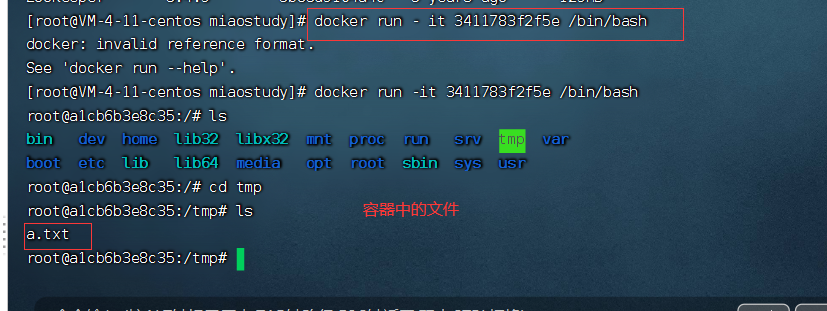 [root@VM-4-11-centos miaostudy]# docker run - it 3411783f2f5e /bin/bash
docker: invalid reference format.
See 'docker run --help'.
[root@VM-4-11-centos miaostudy]# docker run -it 3411783f2f5e /bin/bash
root@a1cb6b3e8c35:/# ls
bin dev home lib32 libx32 mnt proc run srv tmp var
boot etc lib lib64 media opt root sbin sys usr
root@a1cb6b3e8c35:/# cd tmp
root@a1cb6b3e8c35:/tmp# ls 容器中的文件
a.txt
root@a1cb6b3e8c35:/tmp#